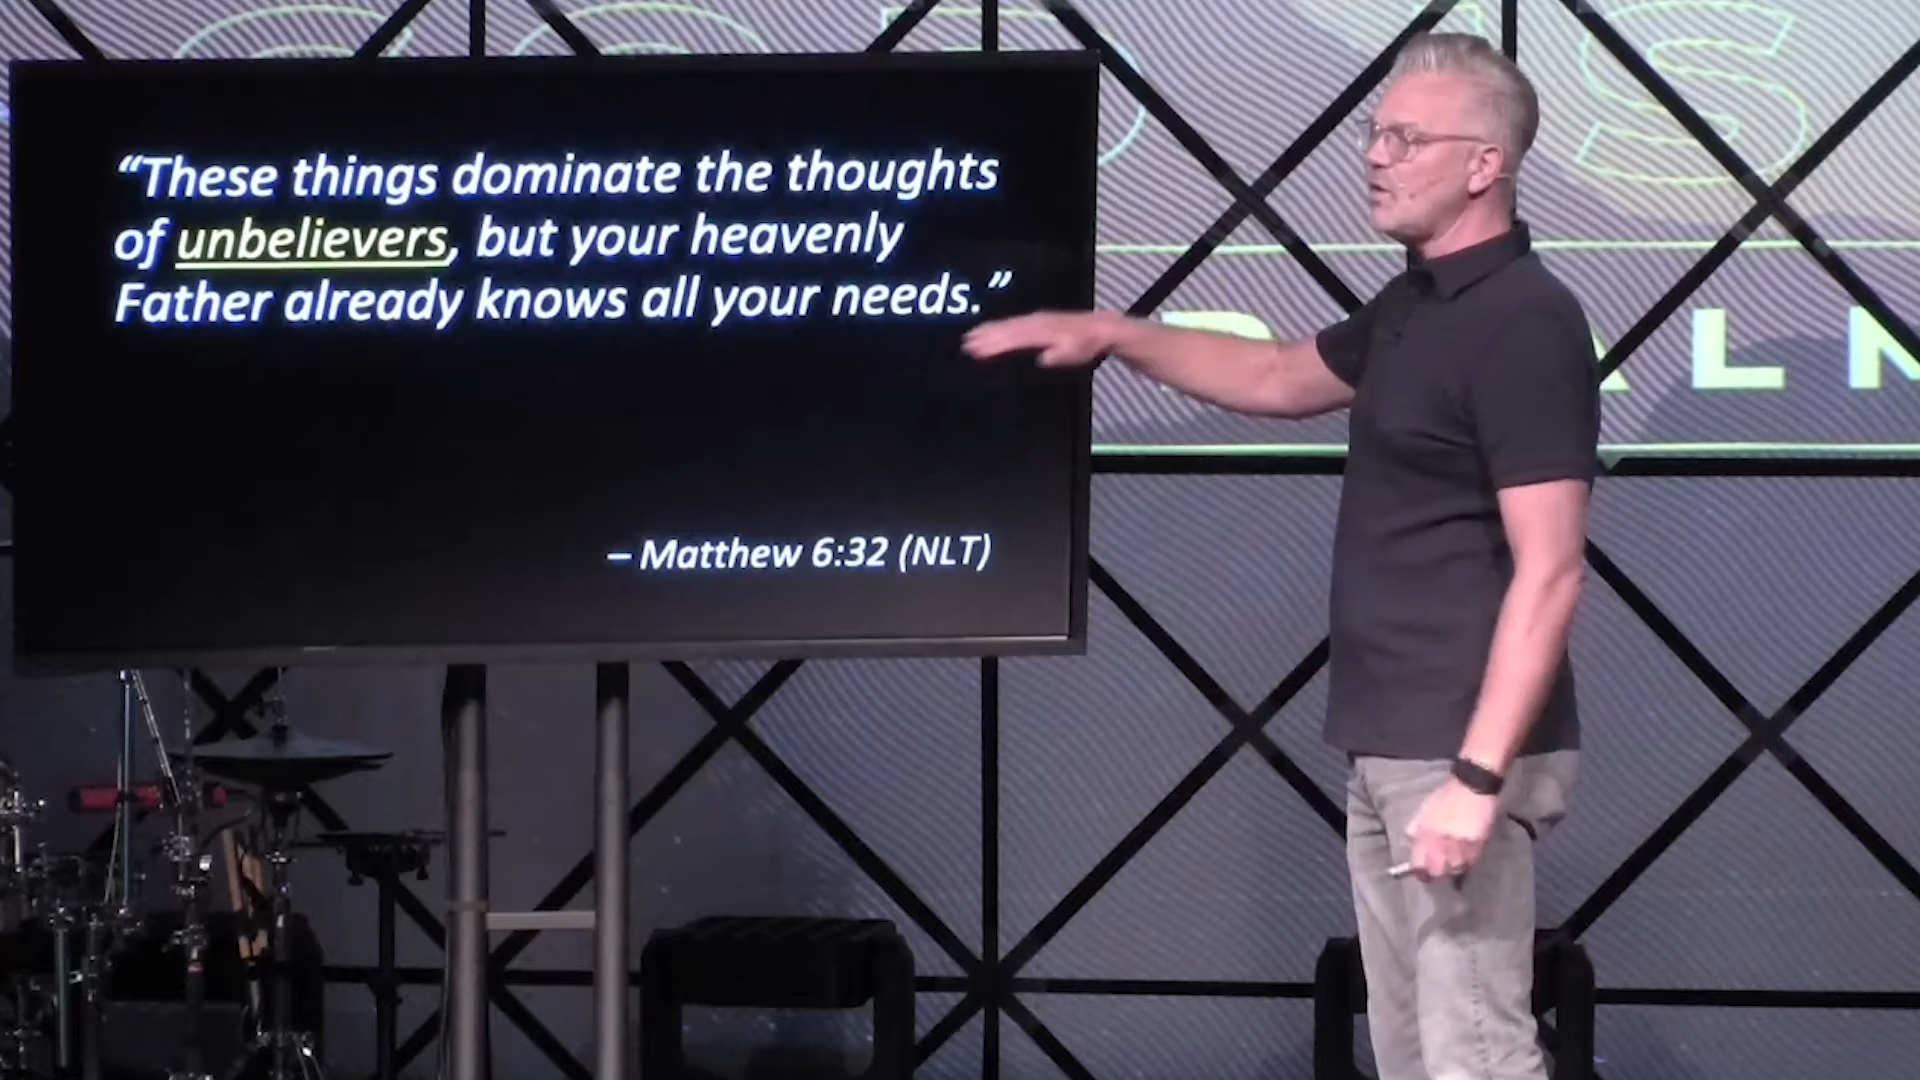 “These things dominate the thoughts
of unbelievers, but your heavenly
Father already knows all your needs.”
– Matthew 6:32 (NLT)